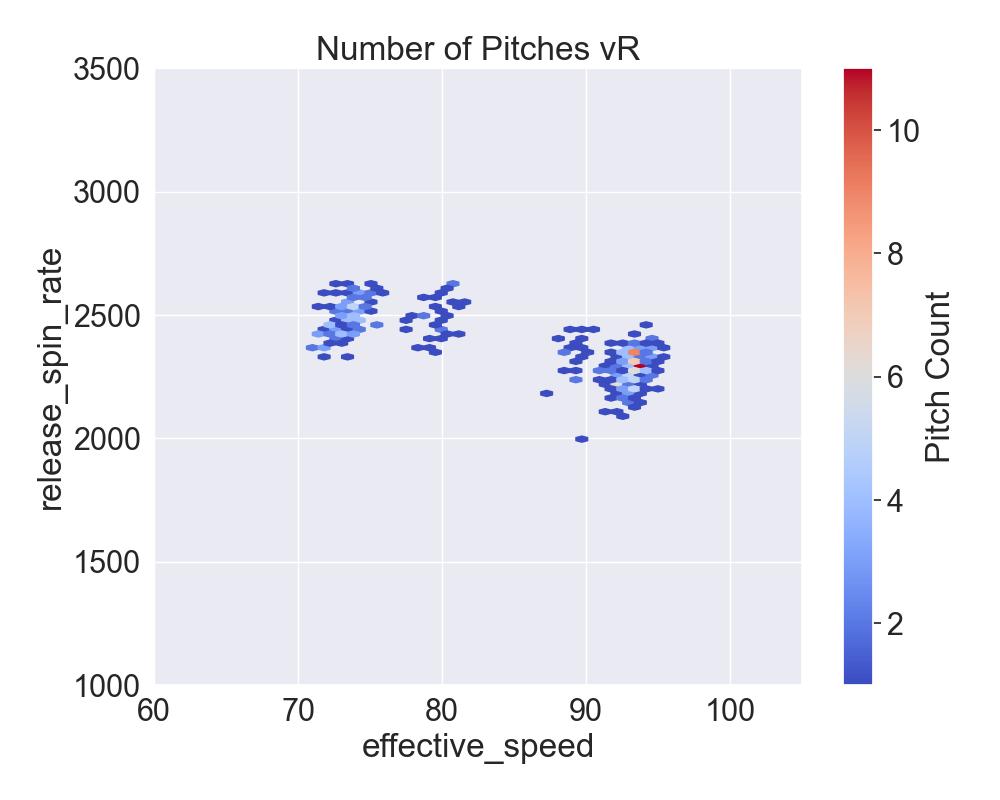 Number of Pitches vR
3500
3000
2500
2000
1500
1000
release_spin_rate
60 70 80 90 100
effective_speed
10
8
6
4
2
Pitch Count